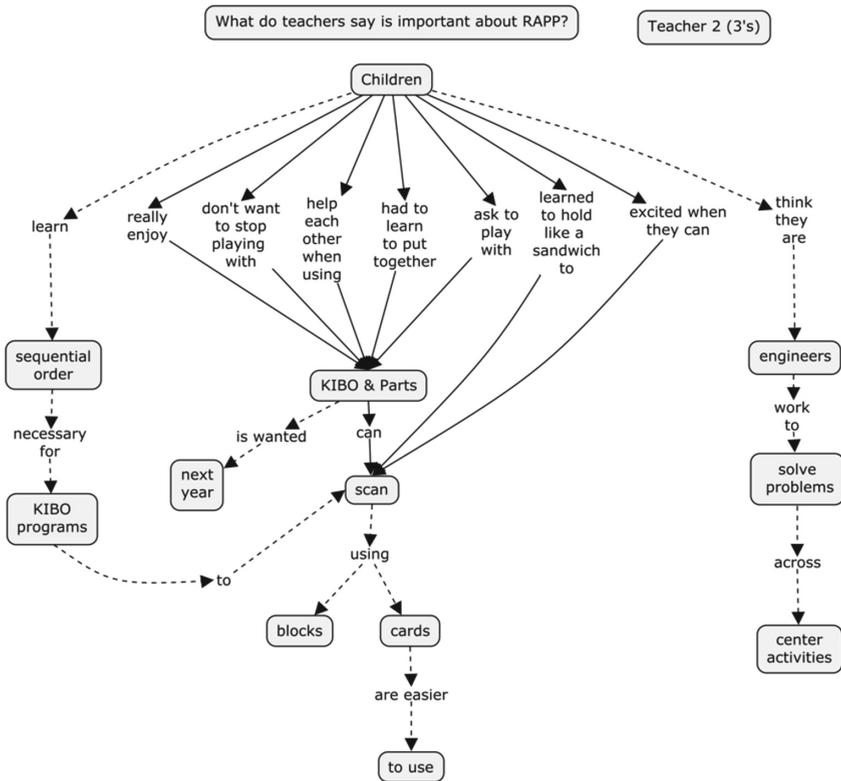 What do teachers say is important about RAPP?
Teacher 2 (3's)
Children
learn
really
enjoy
don't want
to stop
playing
with
help
each
other
when
using
had to
learn
to put
together
ask to
play
with
learned
to hold
like a
sandwich
to
excited when
they can
think
they
are
sequential
order
KIBO & Parts
engineers
necessary
for
is wanted
can
work
to
next
year
scan
solve
problems
KIBO
programs
to
using
across
blocks
cards
center
activities
are easier
to use